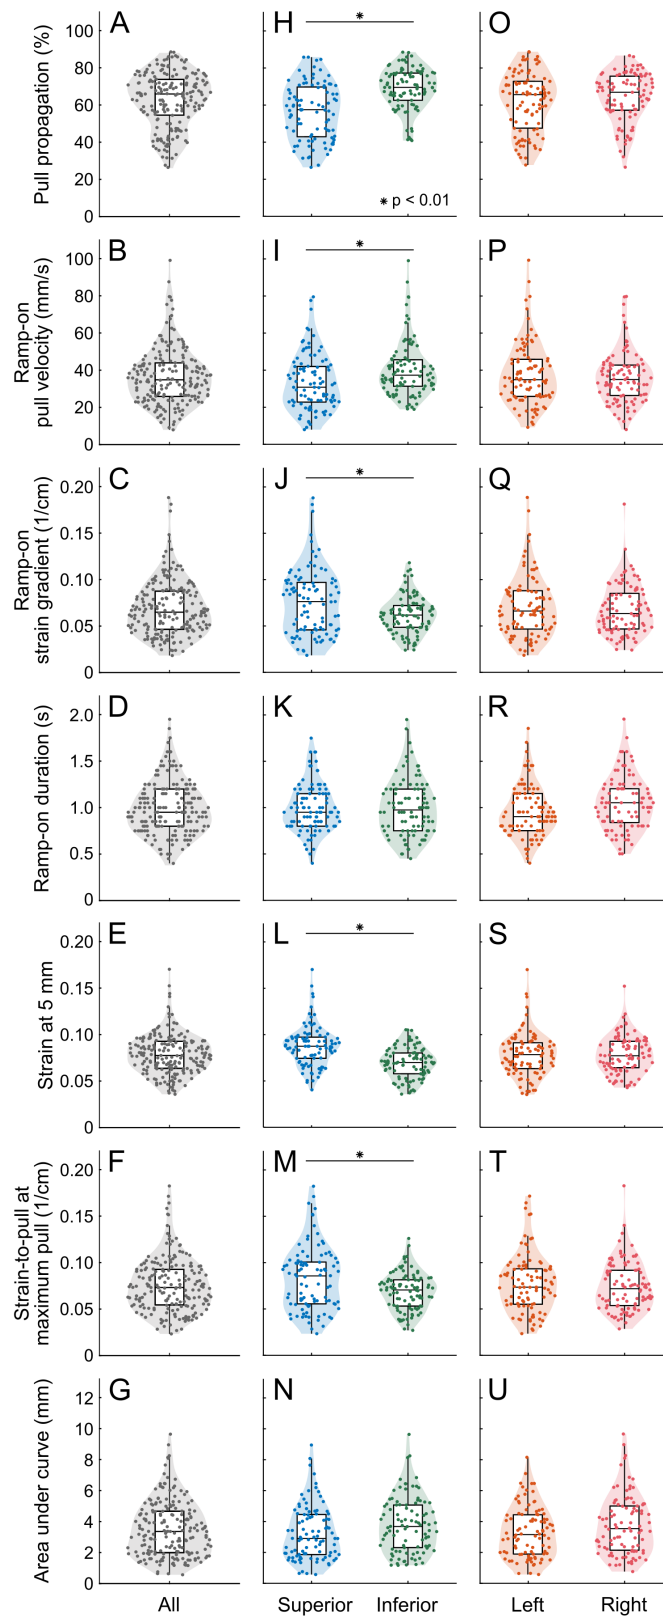 A
H
O
Pull propagation (%)
100
80
60
40
20
0
* p < 0.01
*
B
I
P
Ramp-on
pull velocity (mm/s)
100
80
60
40
20
0
*
C
J
Q
Ramp-on
strain gradient (1/cm)
0.20
0.15
0.10
0.05
0
*
D
K
R
Ramp-on duration (s)
2.0
1.5
1.0
0.5
0
E
L
S
Strain at 5 mm
0.20
0.15
0.10
0.05
0
*
F
M
T
Strain-to-pull at
maximum pull (1/cm)
0.20
0.15
0.10
0.05
0
*
G
N
U
Area under curve (mm)
12
10
8
6
4
2
0
All
Superior
Inferior
Left
Right